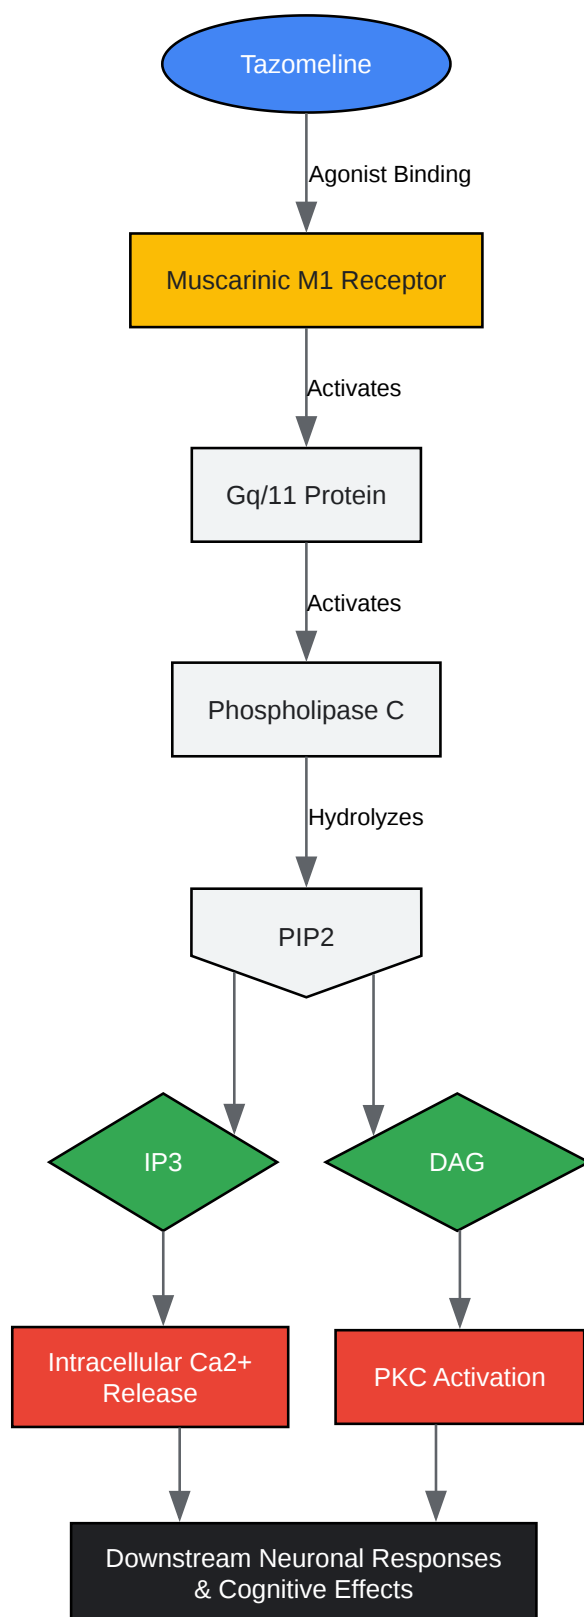 Tazomeline
Agonist Binding
Muscarinic M1 Receptor
Activates
Gq/11 Protein
Activates
Phospholipase C
Hydrolyzes
PIP2
IP3
DAG
Intracellular Ca2+
Release
PKC Activation
Downstream Neuronal Responses
& Cognitive Effects